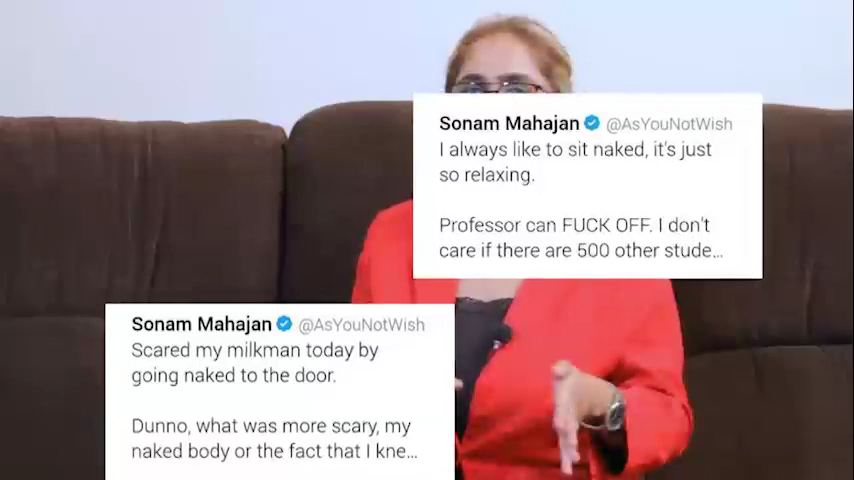 Sonam Mahajan @AsYouNotWish
I always like to sit naked, it's just
so relaxing.
Professor can FUCK OFF. I don't
care if there are 500 other stude...
Sonam Mahajan @AsYouNotWish
Scared my milkman today by
going naked to the door.
Dunno, what was more scary, my
naked body or the fact that I kne...